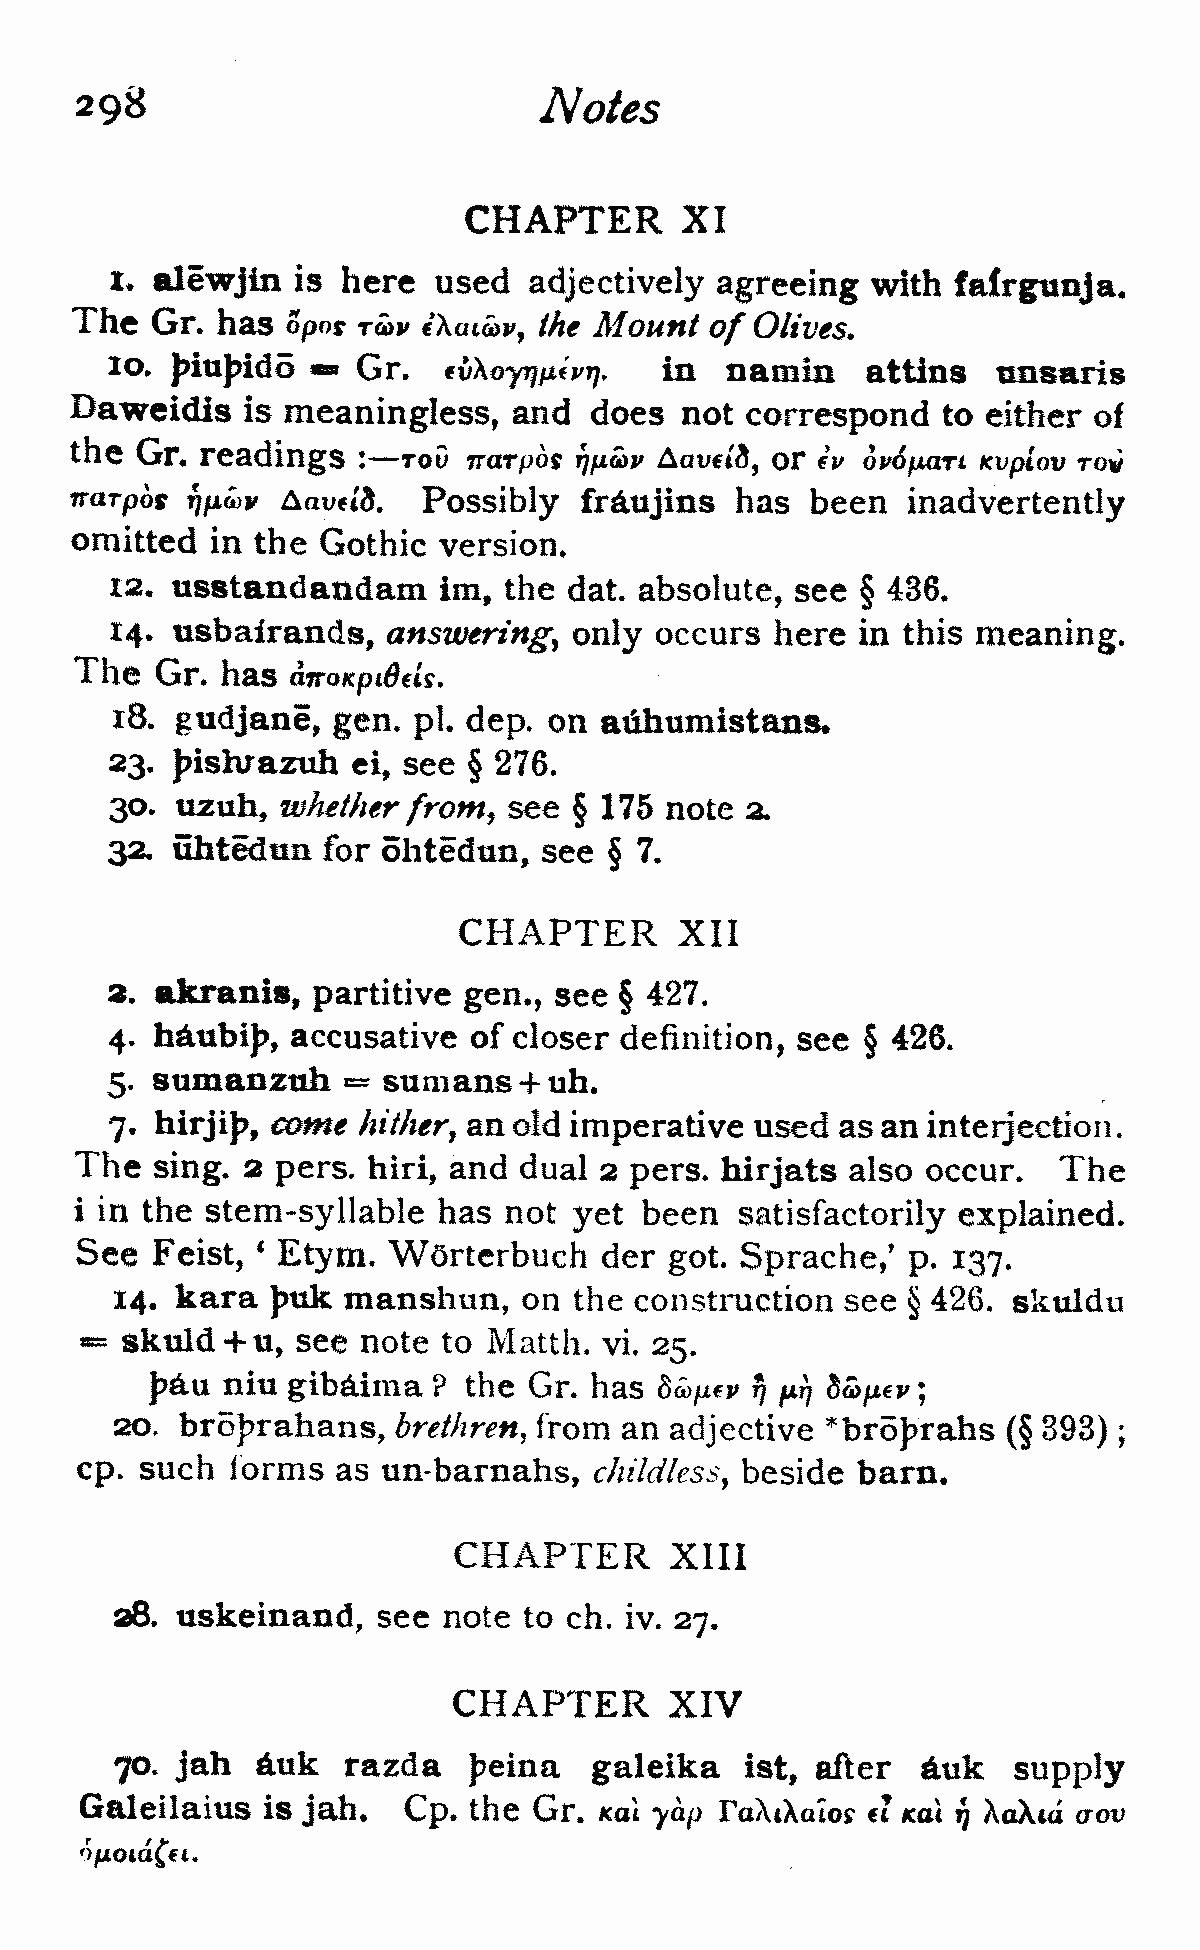 298 Notes
CHAPTER XI
1. alēwjin is here used adjectively agreeing with faírgunja.
The Gr. has ὄρος τῶν ἐλαιῶν, the Mount of Olives.
10. þiuþidō = Gr. εὐλογημένη. in namin attins unsaris
Daweidis is meaningless, and does not correspond to either of
the Gr. readings :—τοῦ πατρὸς ἡμῶν Δαυείδ, or ἐν ὀνόματι κυρίου τοῦ
πατρὸς ἡμῶν Δαυείδ. Possibly fráujins has been inadvertently
omitted in the Gothic version.
12. usstandandam im, the dat. absolute, see § 436.
14. usbaírands, answering, only occurs here in this meaning.
The Gr. has ἀποκριθείς.
18. gudjanē, gen. pl. dep. on aúhumistans.
23. þisƕazuh ei, see § 276.
30. uzuh, whether from, see § 175 note 2.
32. ūhtēdun for ōhtēdun, see § 7.
CHAPTER XII
2. akranis, partitive gen., see § 427.
4. háubiþ, accusative of closer definition, see § 426.
5. sumanzuh = sumans + uh.
7. hirjiþ, come hither, an old imperative used as an interjection.
The sing. 2 pers. hiri, and dual 2 pers. hirjats also occur. The
i in the stem-syllable has not yet been satisfactorily explained.
See Feist, ‘ Etym. Wörterbuch der got. Sprache,’ p. 137.
14. kara þuk manshun, on the construction see § 426. skuldu
= skuld + u, see note to Matth. vi. 25.
þáu niu gibáima ? the Gr. has δῶμεν ἢ μὴ δῶμεν ;
20. brōþrahans, brethren, from an adjective *brōþrahs (§ 393) ;
cp. such forms as un-barnahs, childless, beside barn.
CHAPTER XIII
28. uskeinand, see note to ch. iv. 27.
CHAPTER XIV
70. jah áuk razda þeina galeika ist, after áuk supply
Galeilaius is jah. Cp. the Gr. καὶ γὰρ Γαλιλαῖος εἶ καὶ ἡ λαλιά σου
ὁμοιάζει.